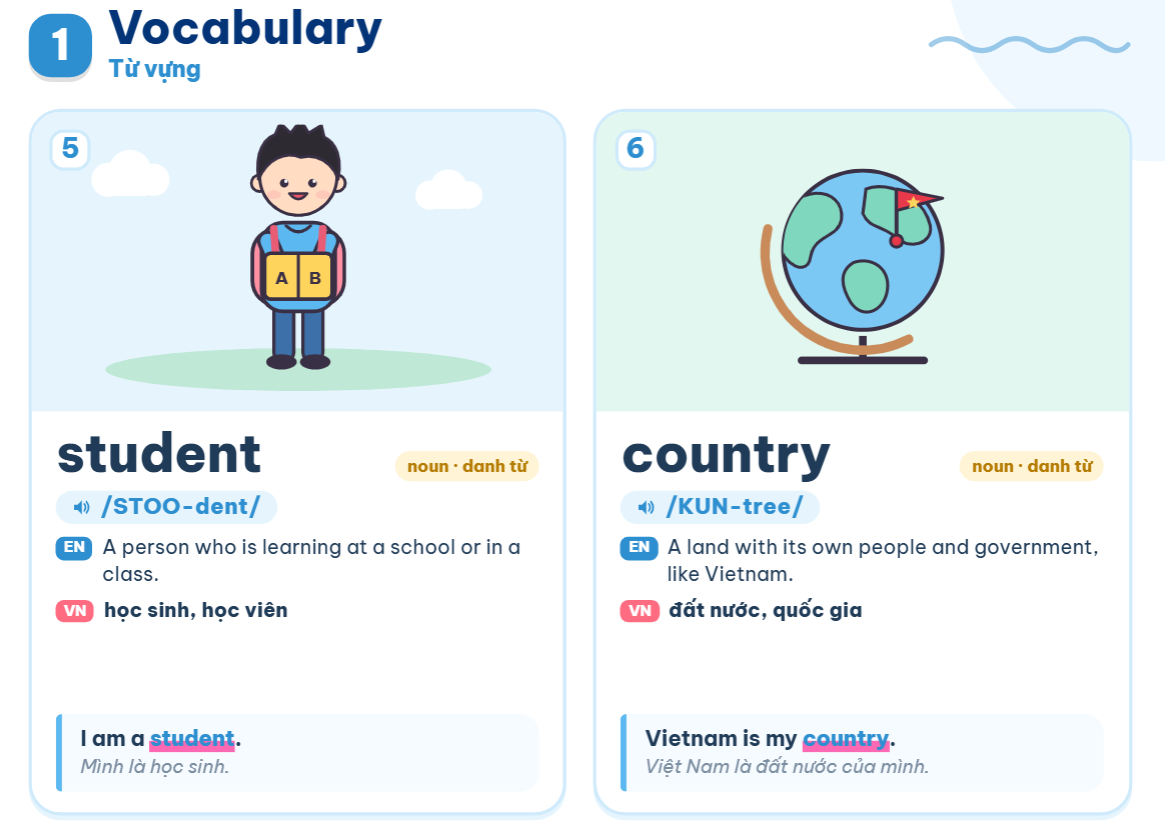 1
Vocabulary
Từ vựng
5
A B
student
noun · danh từ
/STOO-dent/
EN A person who is learning at a school or in a
class.
VN học sinh, học viên
I am a student.
Mình là học sinh.
6
country
noun · danh từ
/KUN-tree/
EN A land with its own people and government,
like Vietnam.
VN đất nước, quốc gia
Vietnam is my country.
Việt Nam là đất nước của mình.